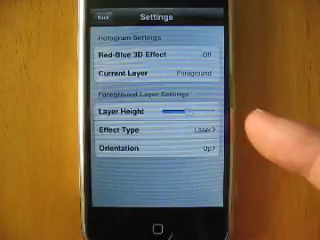 Back
Settings
Hologram Settings
Red-Blue 3D Effect Off
Current Layer Foreground
Foreground Layer Settings
Layer Height
Effect Type Laser
Orientation Up